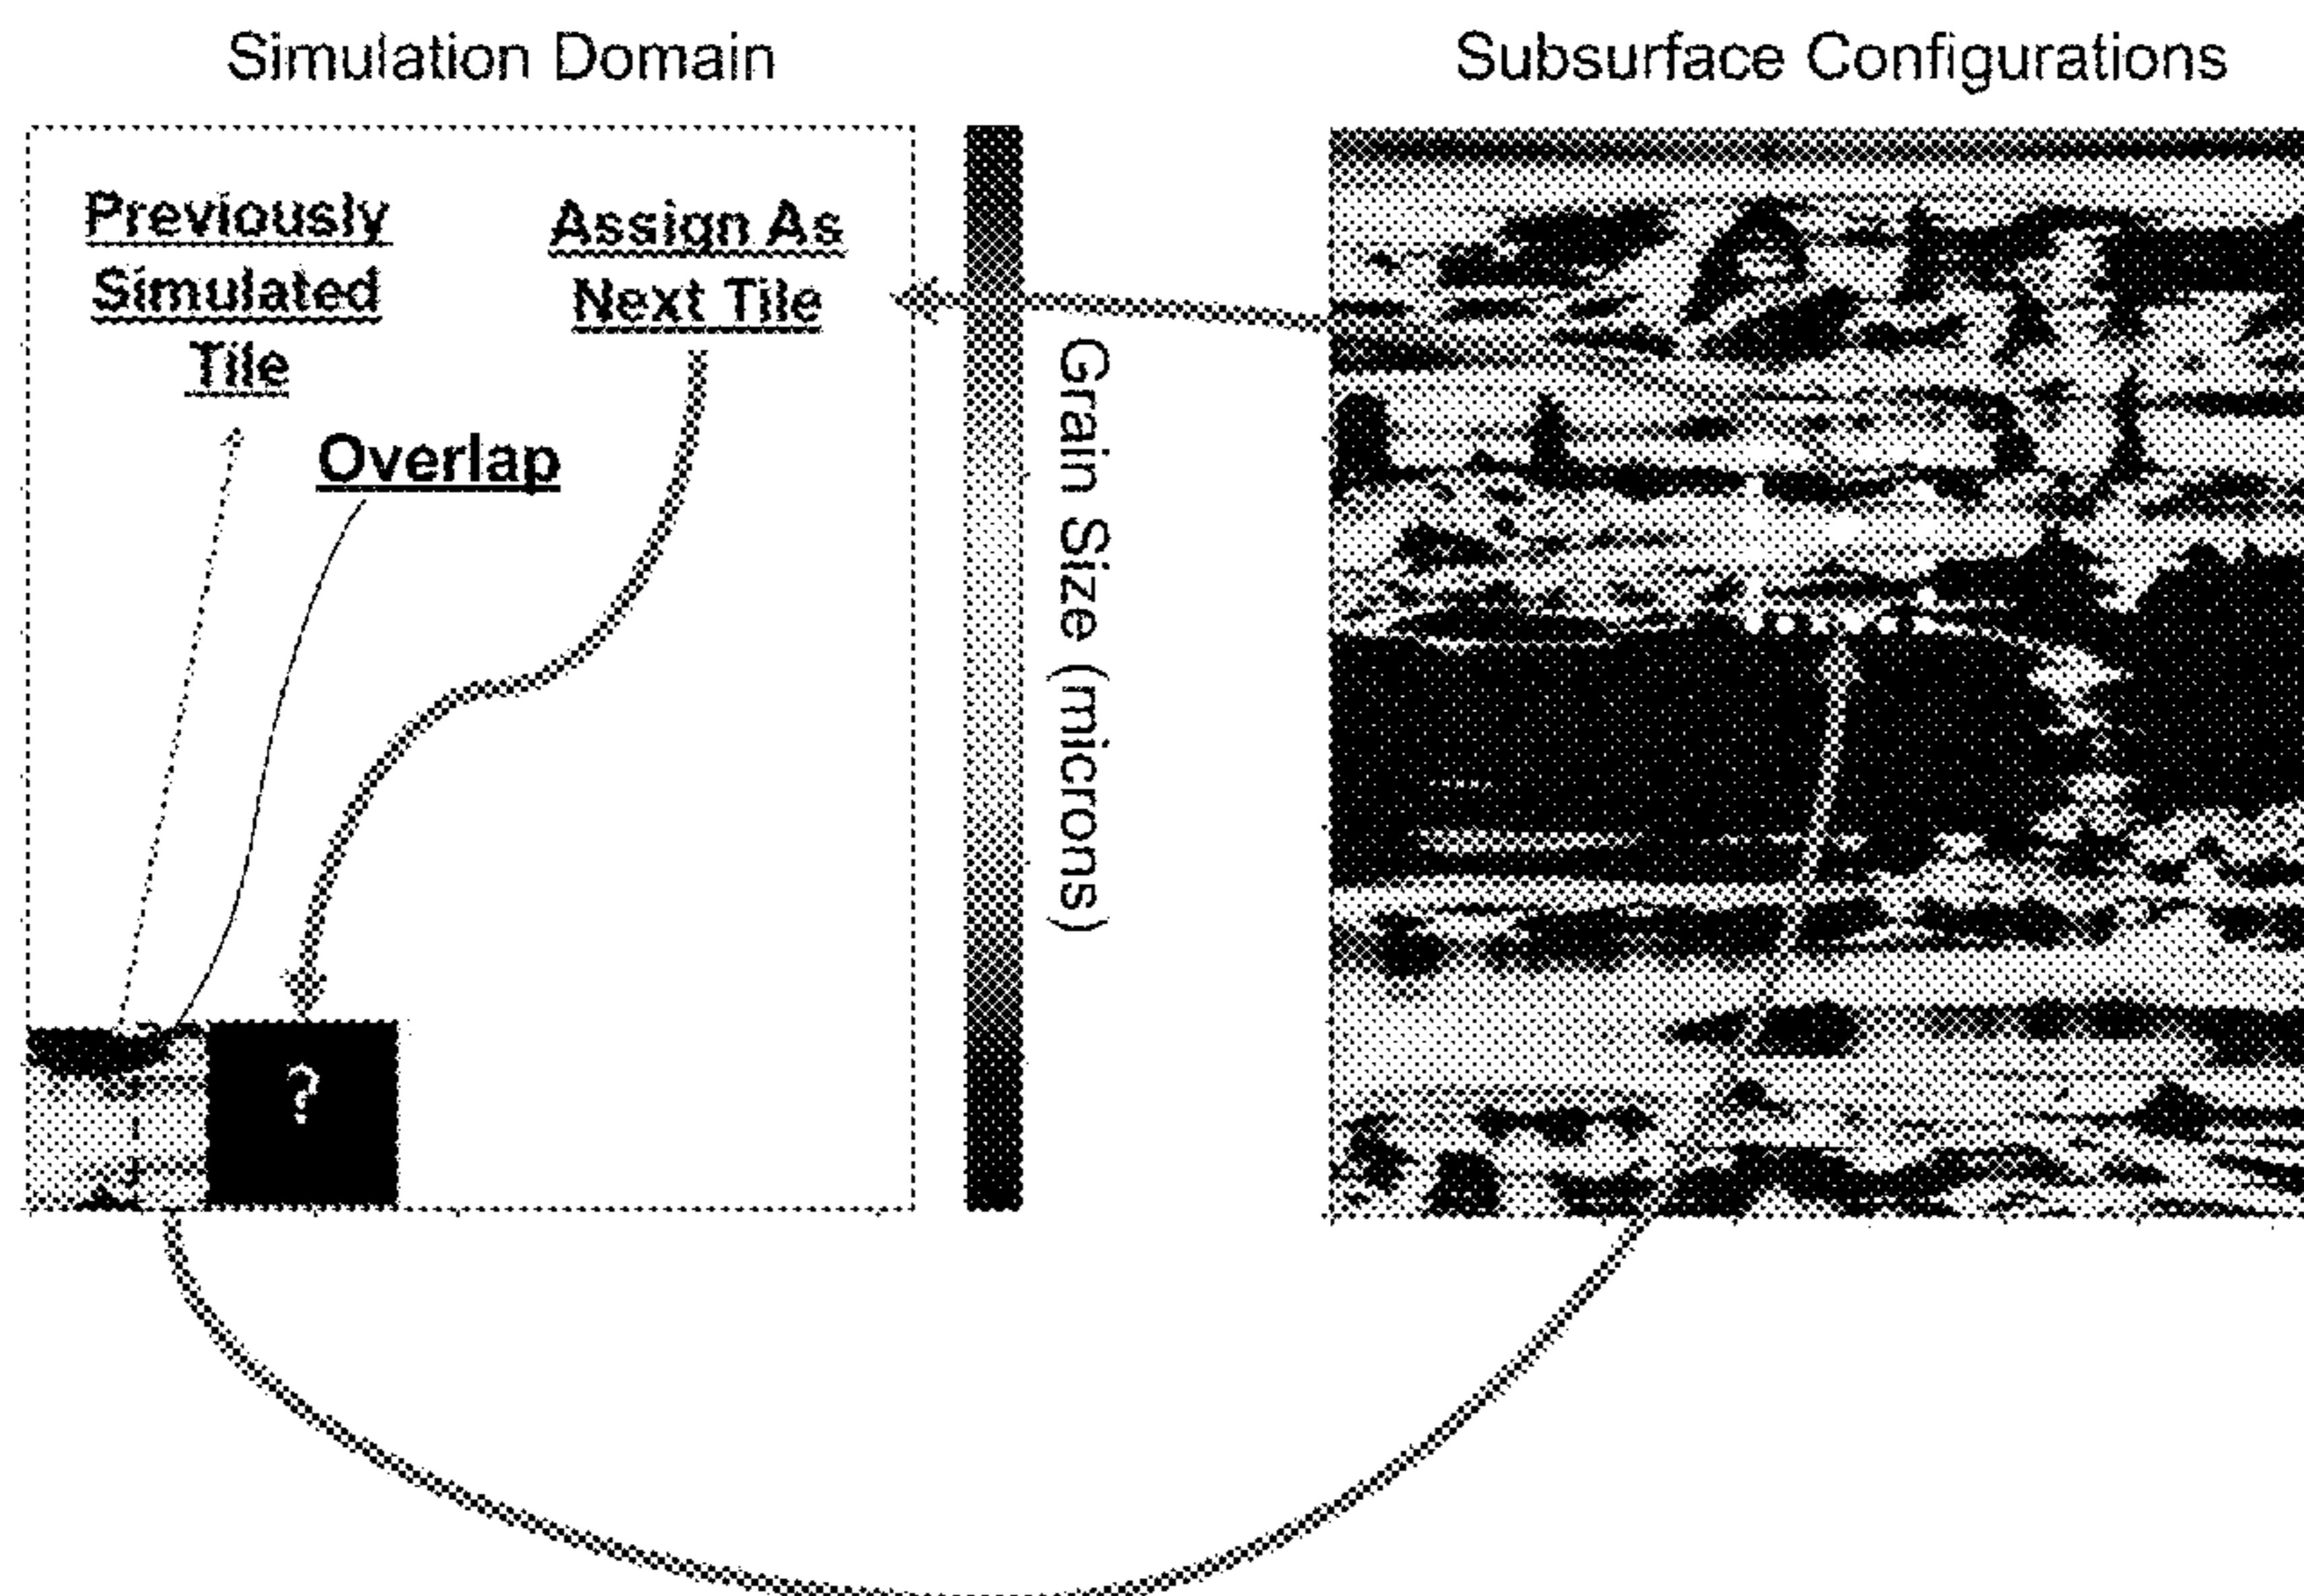 Simulation Domain
Subsurface Configurations
Previously
Simulated
Tile
Assign As
Next Tile
Overlap
Grain Size (microns)
?